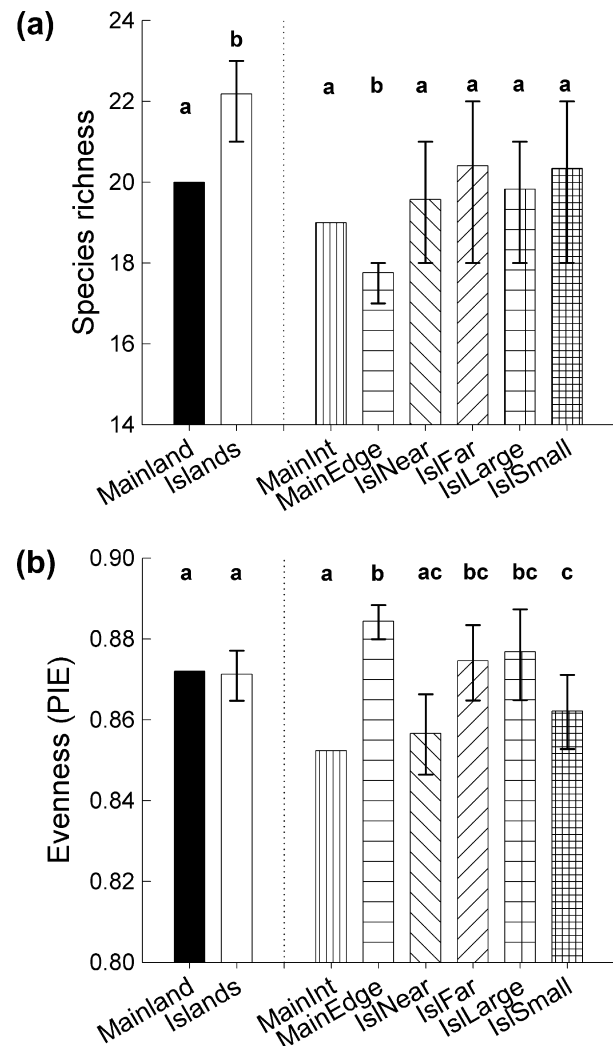 (a)
Species richness
24
22
20
18
16
14
a
b
a b a a a a
Mainland
Islands
MainInt
MainEdge
IslNear
IslFar
IslLarge
IslSmall
(b)
Evenness (PIE)
0.90
0.88
0.86
0.84
0.82
0.80
a a a b ac bc bc c
Mainland
Islands
MainInt
MainEdge
IslNear
IslFar
IslLarge
IslSmall